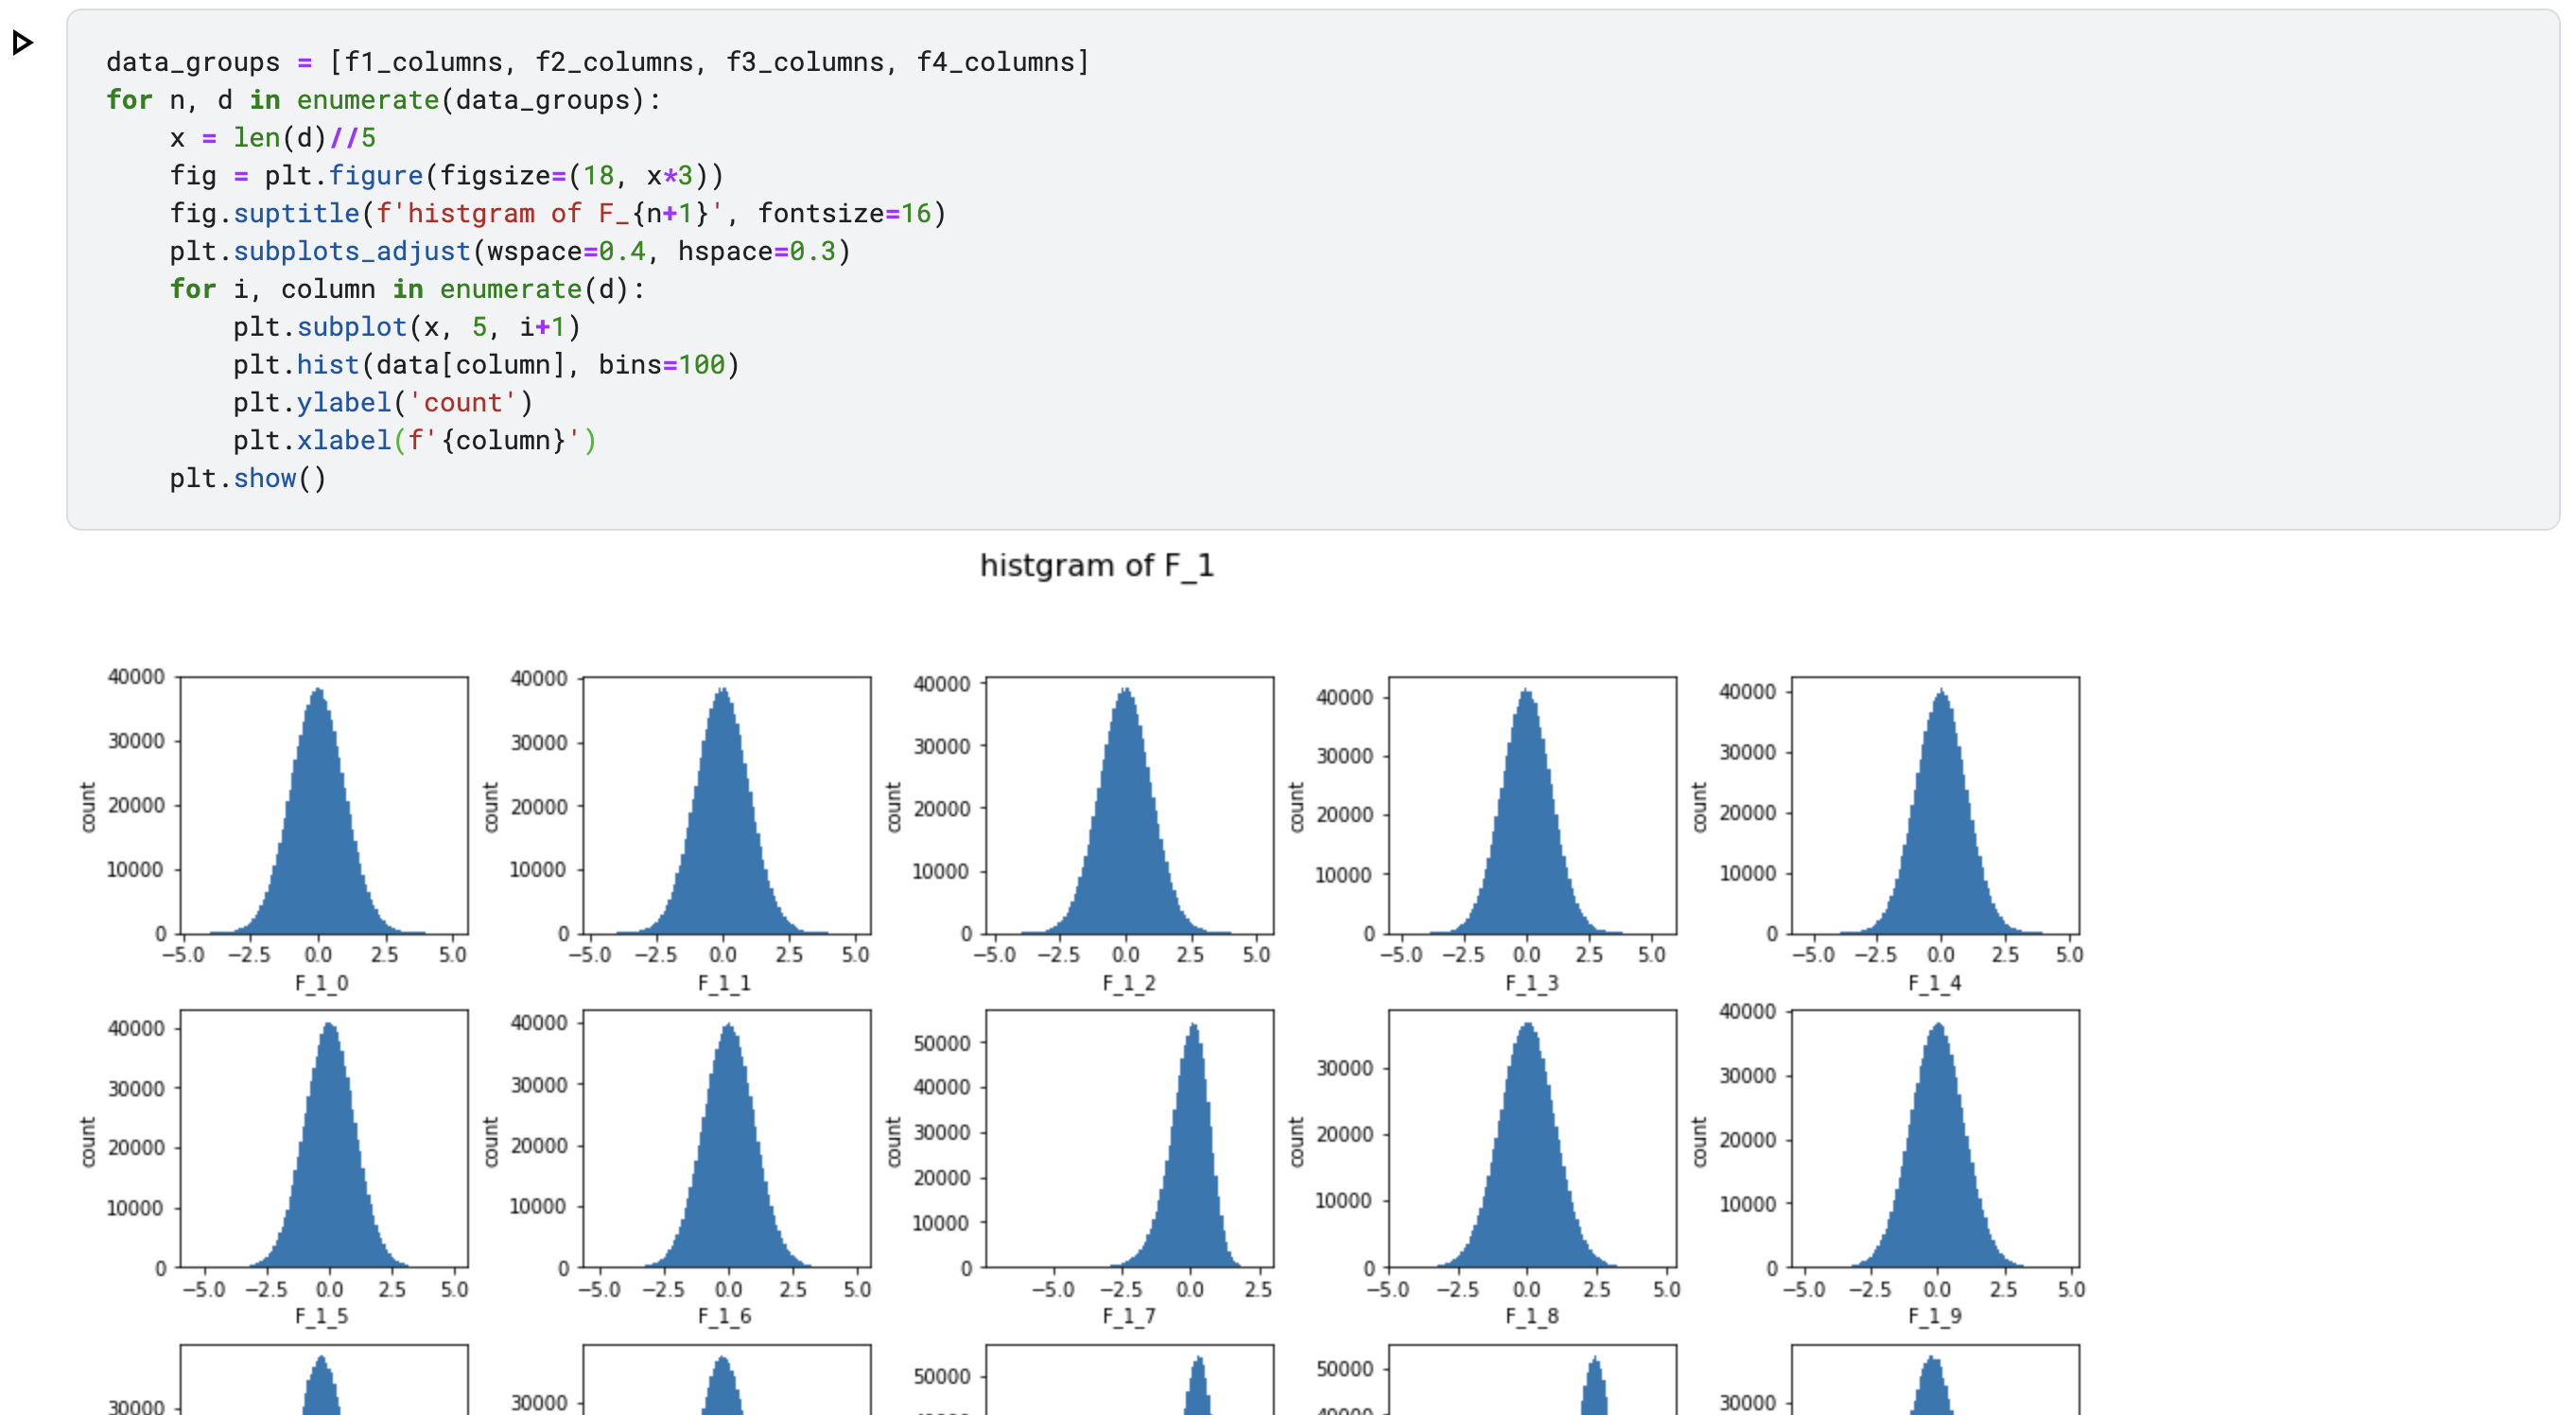 data_groups = [f1_columns, f2_columns, f3_columns, f4_columns]
for n, d in enumerate(data_groups):
    x = len(d)//5
    fig = plt.figure(figsize=(18, x*3))
    fig.suptitle(f'histgram of F_{n+1}', fontsize=16)
    plt.subplots_adjust(wspace=0.4, hspace=0.3)
    for i, column in enumerate(d):
        plt.subplot(x, 5, i+1)
        plt.hist(data[column], bins=100)
        plt.ylabel('count')
        plt.xlabel(f'{column}')
    plt.show()
histgram of F_1
40000 40000 40000 40000 40000
30000 30000 30000 30000 30000
20000 20000 20000 20000 20000
count count count count count
10000 10000 10000 10000 10000
0 0 0 0 0
−5.0 −2.5 0.0 2.5 5.0 −5.0 −2.5 0.0 2.5 5.0 −5.0 −2.5 0.0 2.5 5.0 −5.0 −2.5 0.0 2.5 5.0 −5.0 −2.5 0.0 2.5 5.0
F_1_0 F_1_1 F_1_2 F_1_3 F_1_4
40000 40000 50000 30000 40000
30000 30000 40000 20000 30000
20000 20000 30000 10000 20000
10000 10000 20000 0 10000
0 0 10000 0
0
count count count count count
−5.0 −2.5 0.0 2.5 5.0 −5.0 −2.5 0.0 2.5 5.0 −5.0 −2.5 0.0 2.5 −5.0 −2.5 0.0 2.5 5.0 −5.0 −2.5 0.0 2.5 5.0
F_1_5 F_1_6 F_1_7 F_1_8 F_1_9
30000 30000 50000 50000 30000